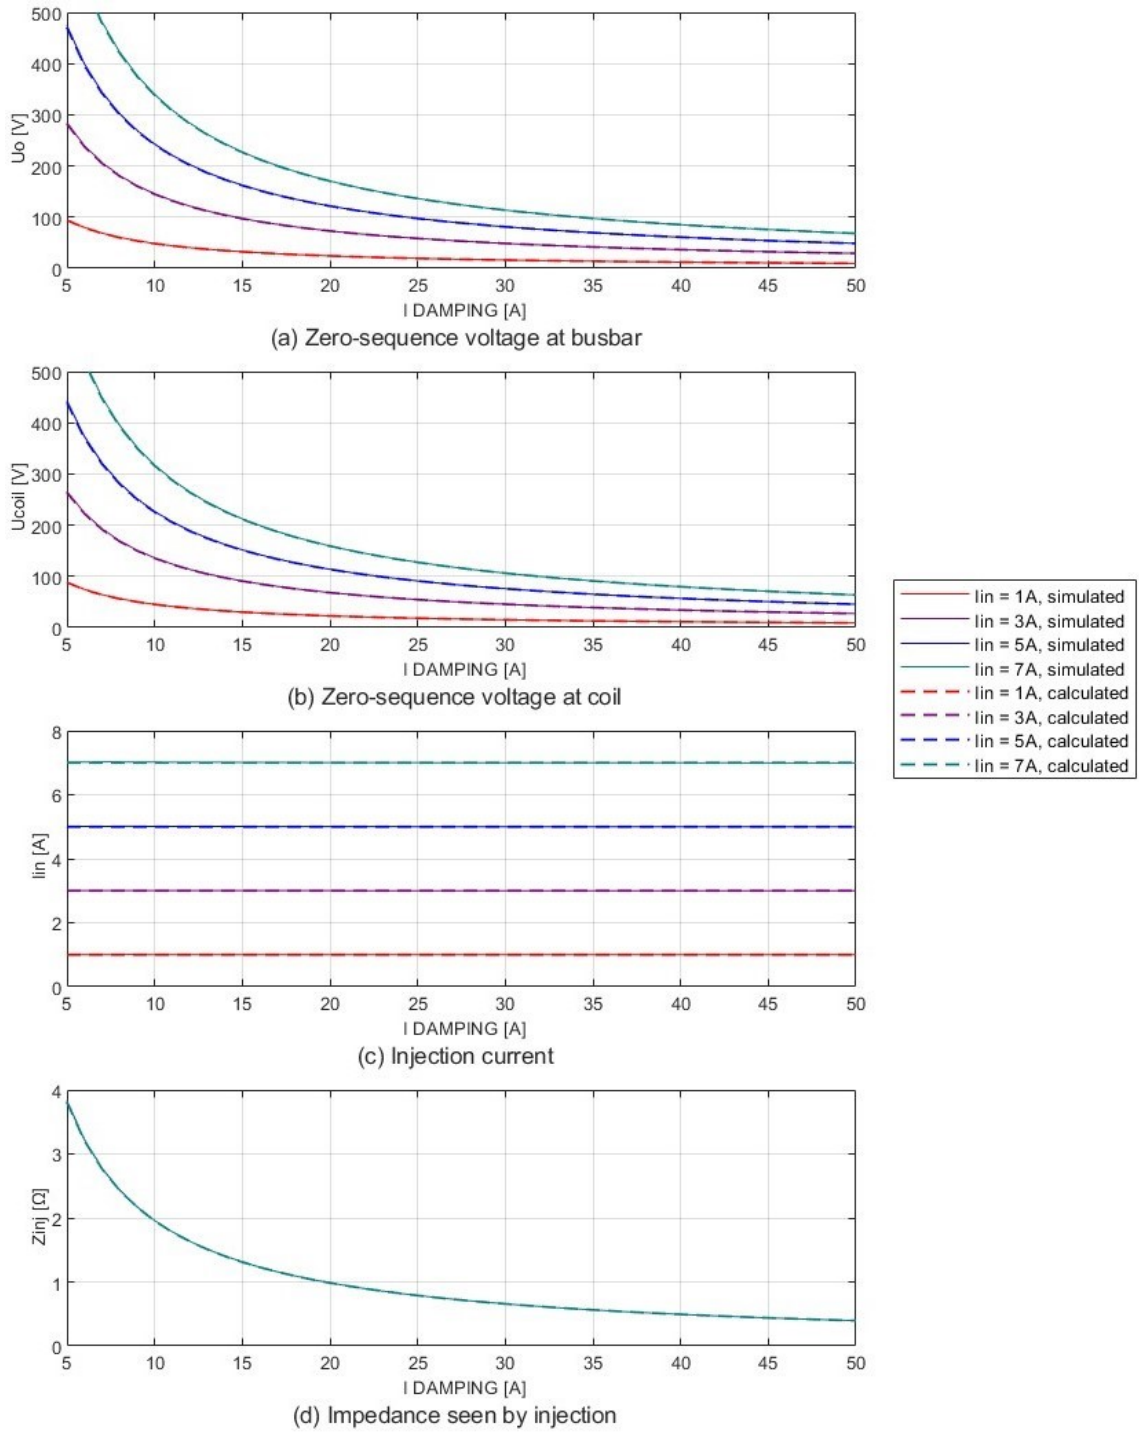 500
400
300
200
100
0
Uo [V]
5 10 15 20 25 30 35 40 45 50
I DAMPING [A]
(a) Zero-sequence voltage at busbar
500
400
300
200
100
0
Ucoil [V]
5 10 15 20 25 30 35 40 45 50
I DAMPING [A]
(b) Zero-sequence voltage at coil
Iin = 1A, simulated
Iin = 3A, simulated
Iin = 5A, simulated
Iin = 7A, simulated
Iin = 1A, calculated
Iin = 3A, calculated
Iin = 5A, calculated
Iin = 7A, calculated
8
6
4
2
0
Iin [A]
5 10 15 20 25 30 35 40 45 50
I DAMPING [A]
(c) Injection current
4
3
2
1
0
Zinj [Ω]
5 10 15 20 25 30 35 40 45 50
I DAMPING [A]
(d) Impedance seen by injection